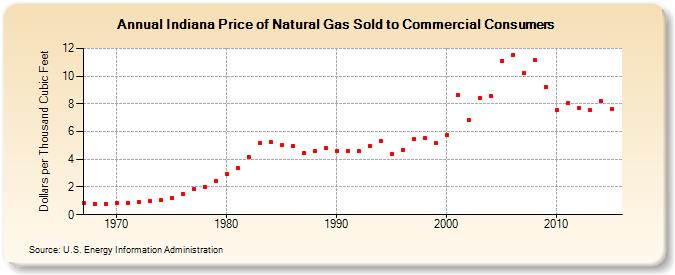 Annual Indiana Price of Natural Gas Sold to Commercial Consumers
Dollars per Thousand Cubic Feet
12
10
8
6
4
2
0
1970 1980 1990 2000 2010
Source: U.S. Energy Information Administration